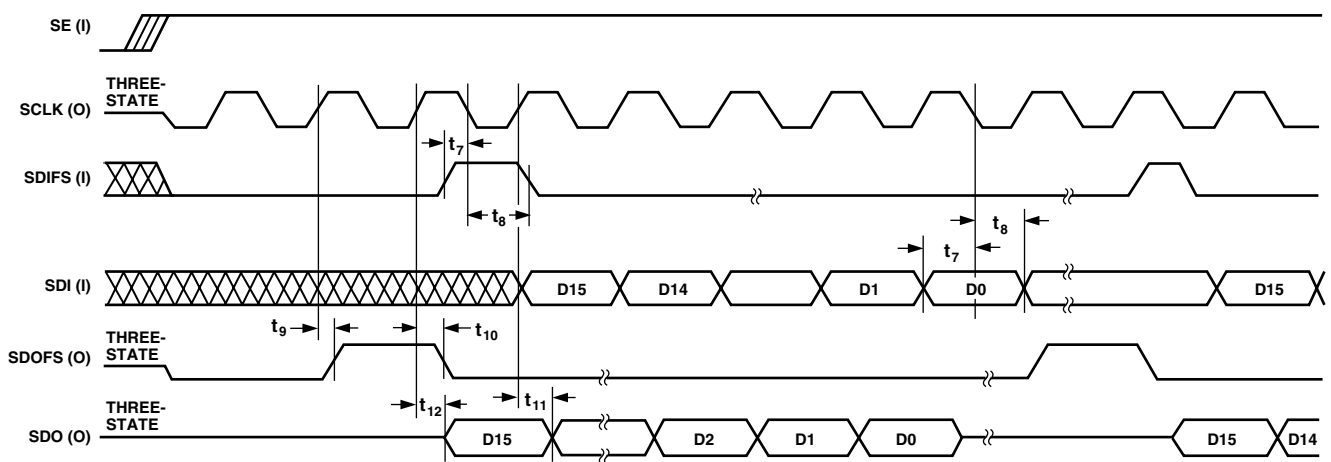 SE (I)
THREE-
STATE
SCLK (O)
t7
SDIFS (I)
t8
t8
t7
SDI (I) D15 D14 D1 D0 D15
t9
t10
THREE-
STATE
SDOFS (O)
t12
t11
THREE-
STATE
SDO (O) D15 D2 D1 D0 D15 D14